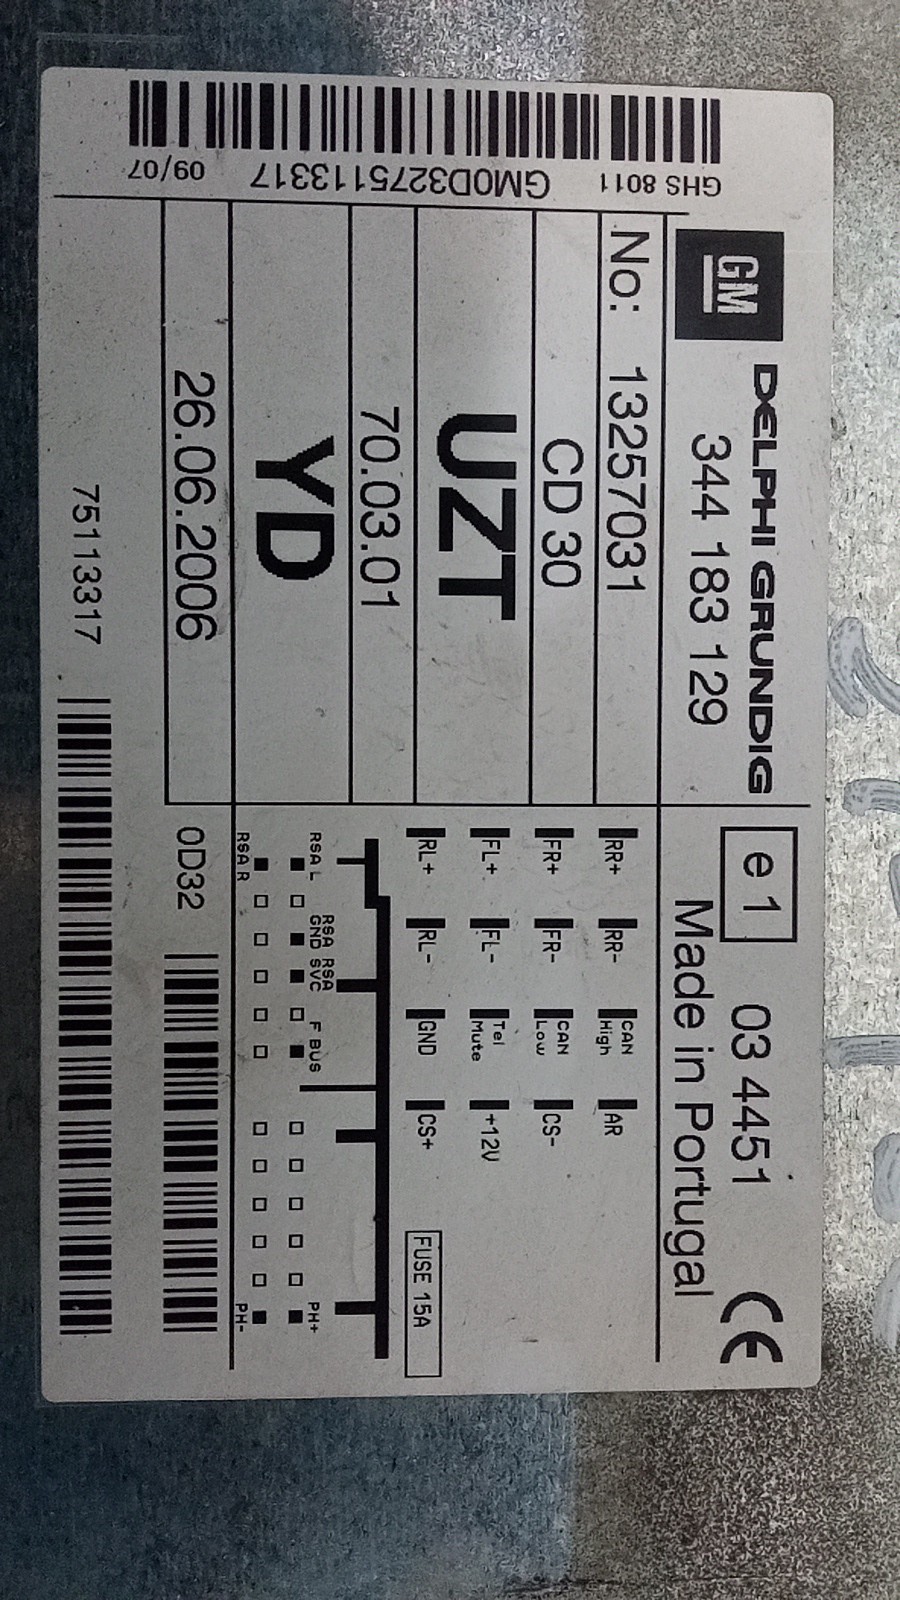 GM
DELPHI GRUNDIG
344 183 129
No: 13257031
CD 30
UZT
70.03.01
YD
26.06.2006
e 1
03 4451
CE
Made in Portugal
RR+ RR- CAN High AR
FR+ FR- CAN Low CS-
FL+ FL- Tel Mute +12V
RL+ RL- GND CS+
FUSE 15A
RSA L RSA GND RSA SVC F BUS PH+
RSA R PH-
0D32
75113317
GHS 8011 GM0D3275113317 09/07